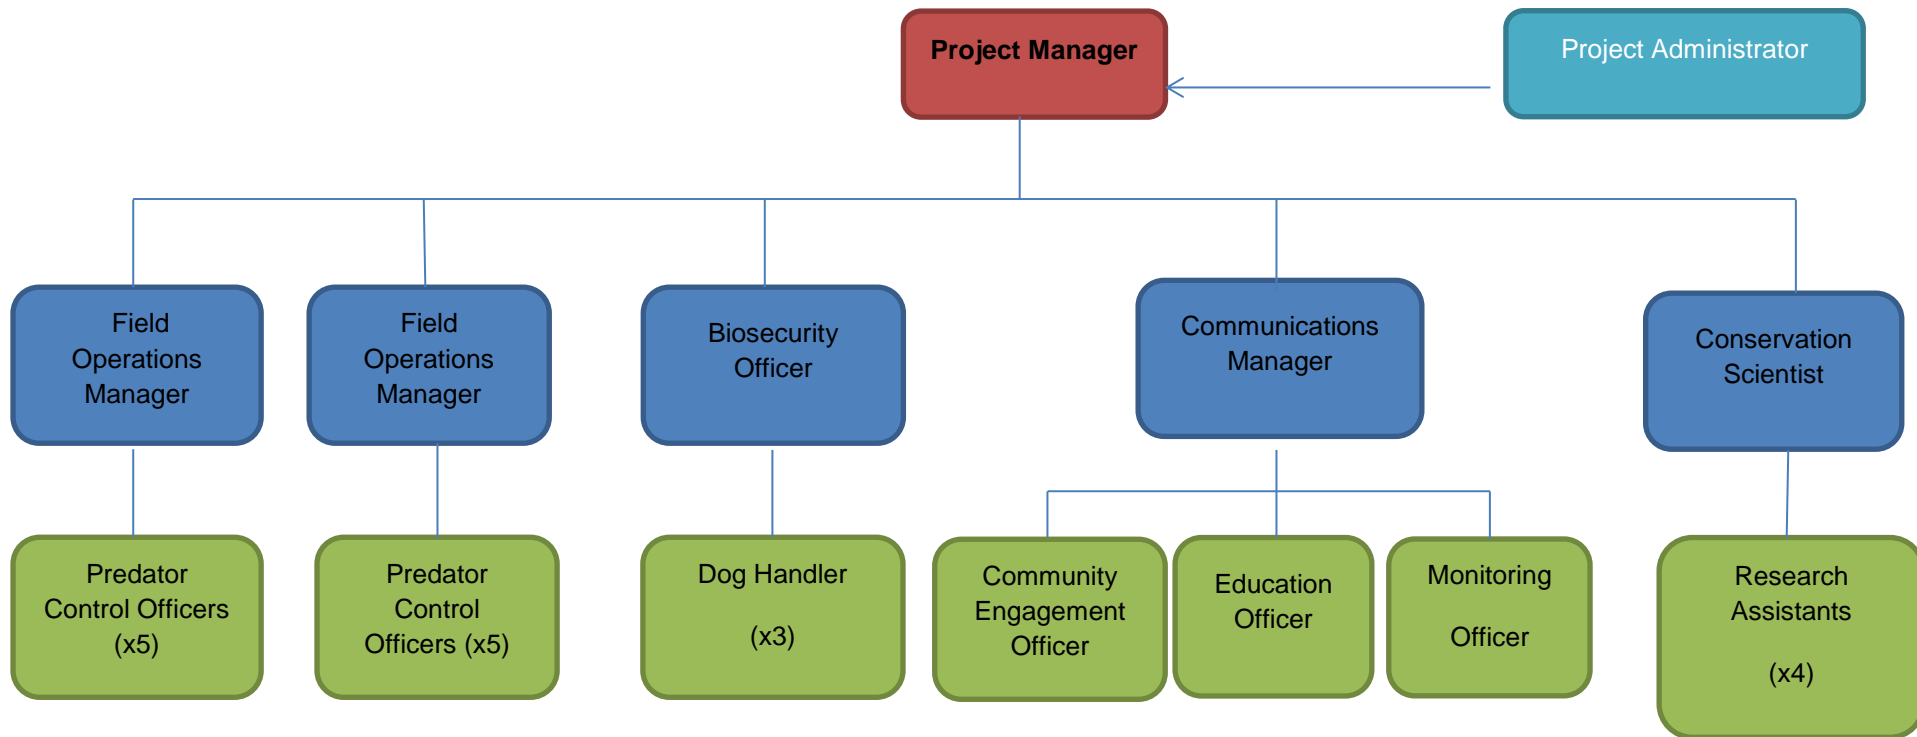 Project Manager
Project Administrator
Field
Operations
Manager
Field
Operations
Manager
Biosecurity
Officer
Communications
Manager
Conservation
Scientist
Predator
Control Officers
(x5)
Predator
Control
Officers (x5)
Dog Handler
(x3)
Community
Engagement
Officer
Education
Officer
Monitoring
Officer
Research
Assistants
(x4)